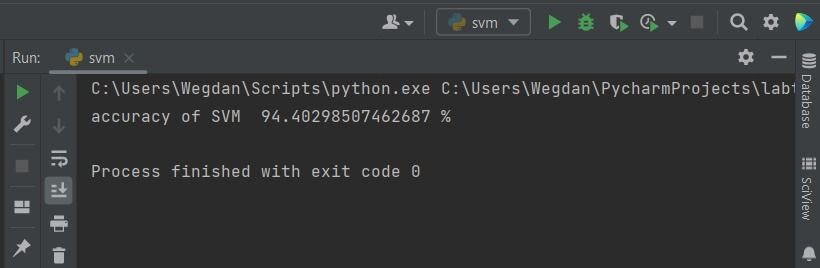 svm
Run: svm
C:\Users\Wegdan\Scripts\python.exe C:\Users\Wegdan\PycharmProjects\labt
accuracy of SVM  94.40298507462687 %
Process finished with exit code 0
Database
SciView